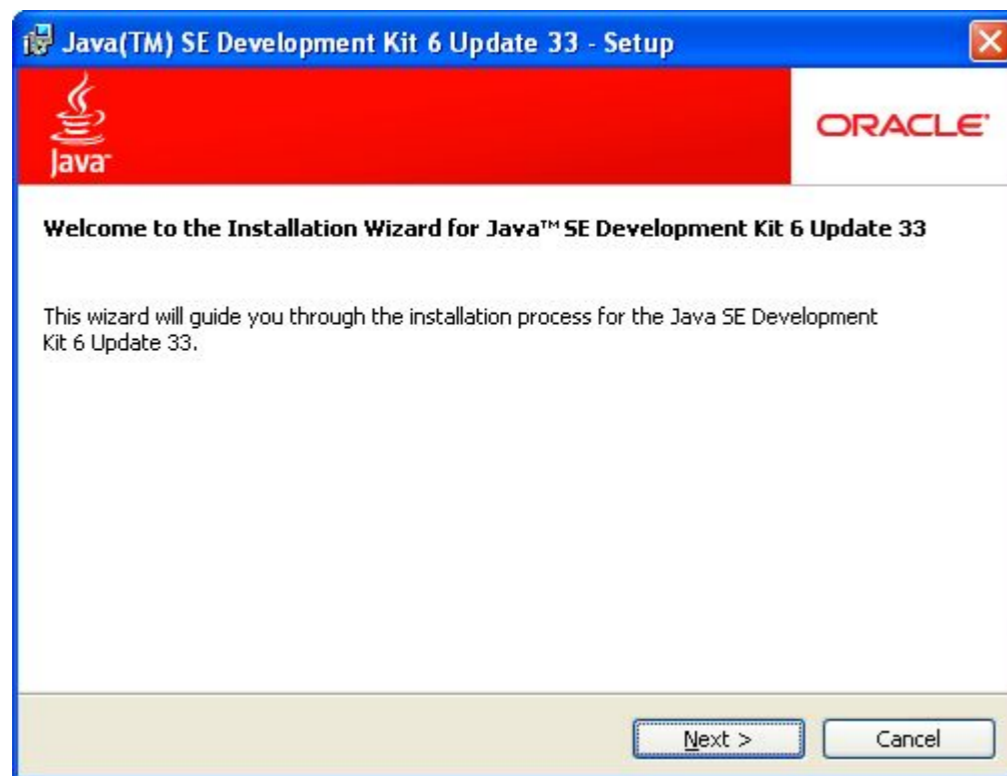 Java(TM) SE Development Kit 6 Update 33 - Setup
Java™
ORACLE®
Welcome to the Installation Wizard for Java™ SE Development Kit 6 Update 33
This wizard will guide you through the installation process for the Java SE Development
Kit 6 Update 33.
Next >
Cancel